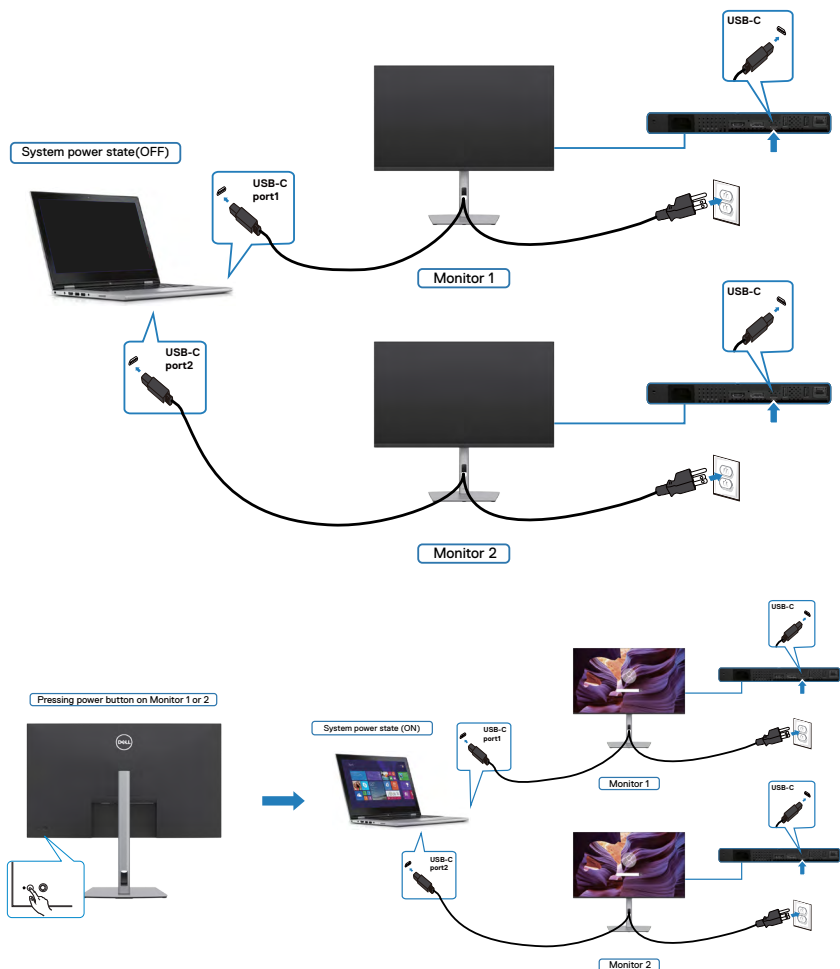 USB-C
System power state(OFF)
USB-C
port1
Monitor 1
USB-C
USB-C
port2
Monitor 2
USB-C
Pressing power button on Monitor 1 or 2
DELL
System power state (ON)
USB-C
port1
Monitor 1
USB-C
USB-C
port2
Monitor 2